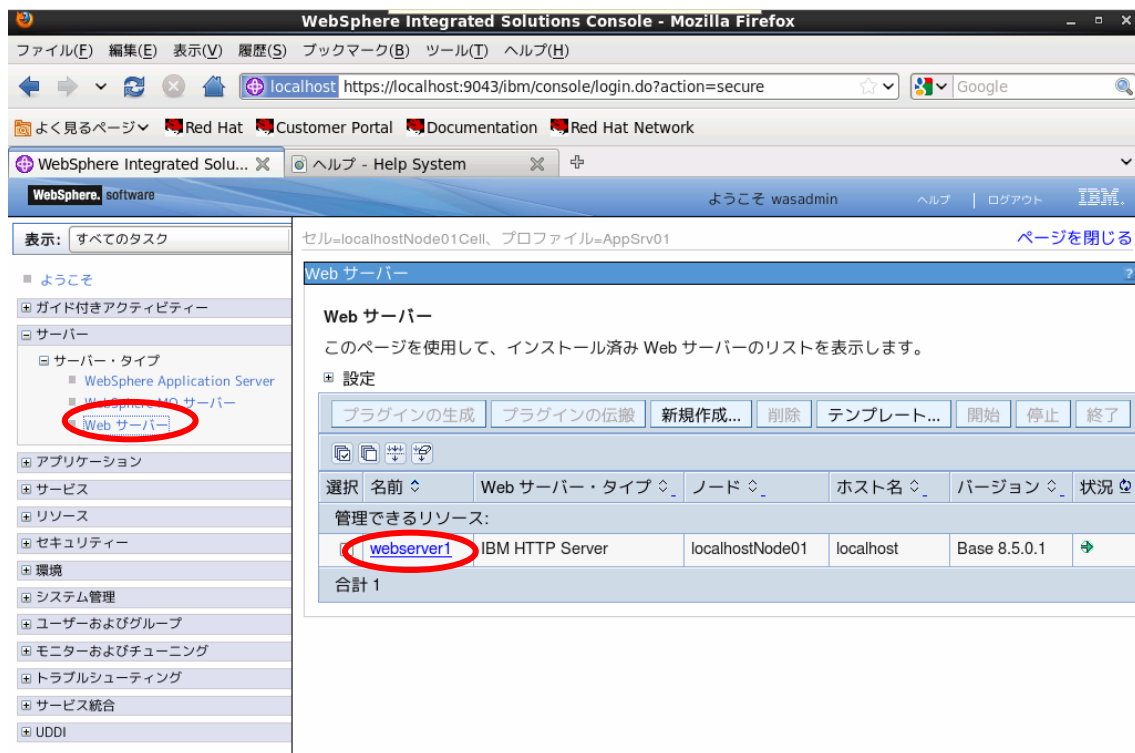 WebSphere Integrated Solutions Console - Mozilla Firefox
ファイル(F) 編集(E) 表示(V) 履歴(S) ブックマーク(B) ツール(T) ヘルプ(H)
localhost https://localhost:9043/ibm/console/login.do?action=secure Google
よく見るページ Red Hat Customer Portal Documentation Red Hat Network
WebSphere Integrated Solu... ヘルプ - Help System
WebSphere. software ようこそ wasadmin ヘルプ | ログアウト IBM.
表示: すべてのタスク
ようこそ
ガイド付きアクティビティー
サーバー
サーバー・タイプ
WebSphere Application Server
WebSphere MQ サーバー
Web サーバー
アプリケーション
サービス
リソース
セキュリティー
環境
システム管理
ユーザーおよびグループ
モニターおよびチューニング
トラブルシューティング
サービス統合
UDDI
セル=localhostNode01Cell、プロファイル=AppSrv01 ページを閉じる
Web サーバー ?
Web サーバー
このページを使用して、インストール済み Web サーバーのリストを表示します。
設定
プラグインの生成 プラグインの伝搬 新規作成... 削除 テンプレート... 開始 停止 終了
選択 名前 Web サーバー・タイプ ノード ホスト名 バージョン 状況
管理できるリソース:
webserver1 IBM HTTP Server localhostNode01 localhost Base 8.5.0.1
合計 1